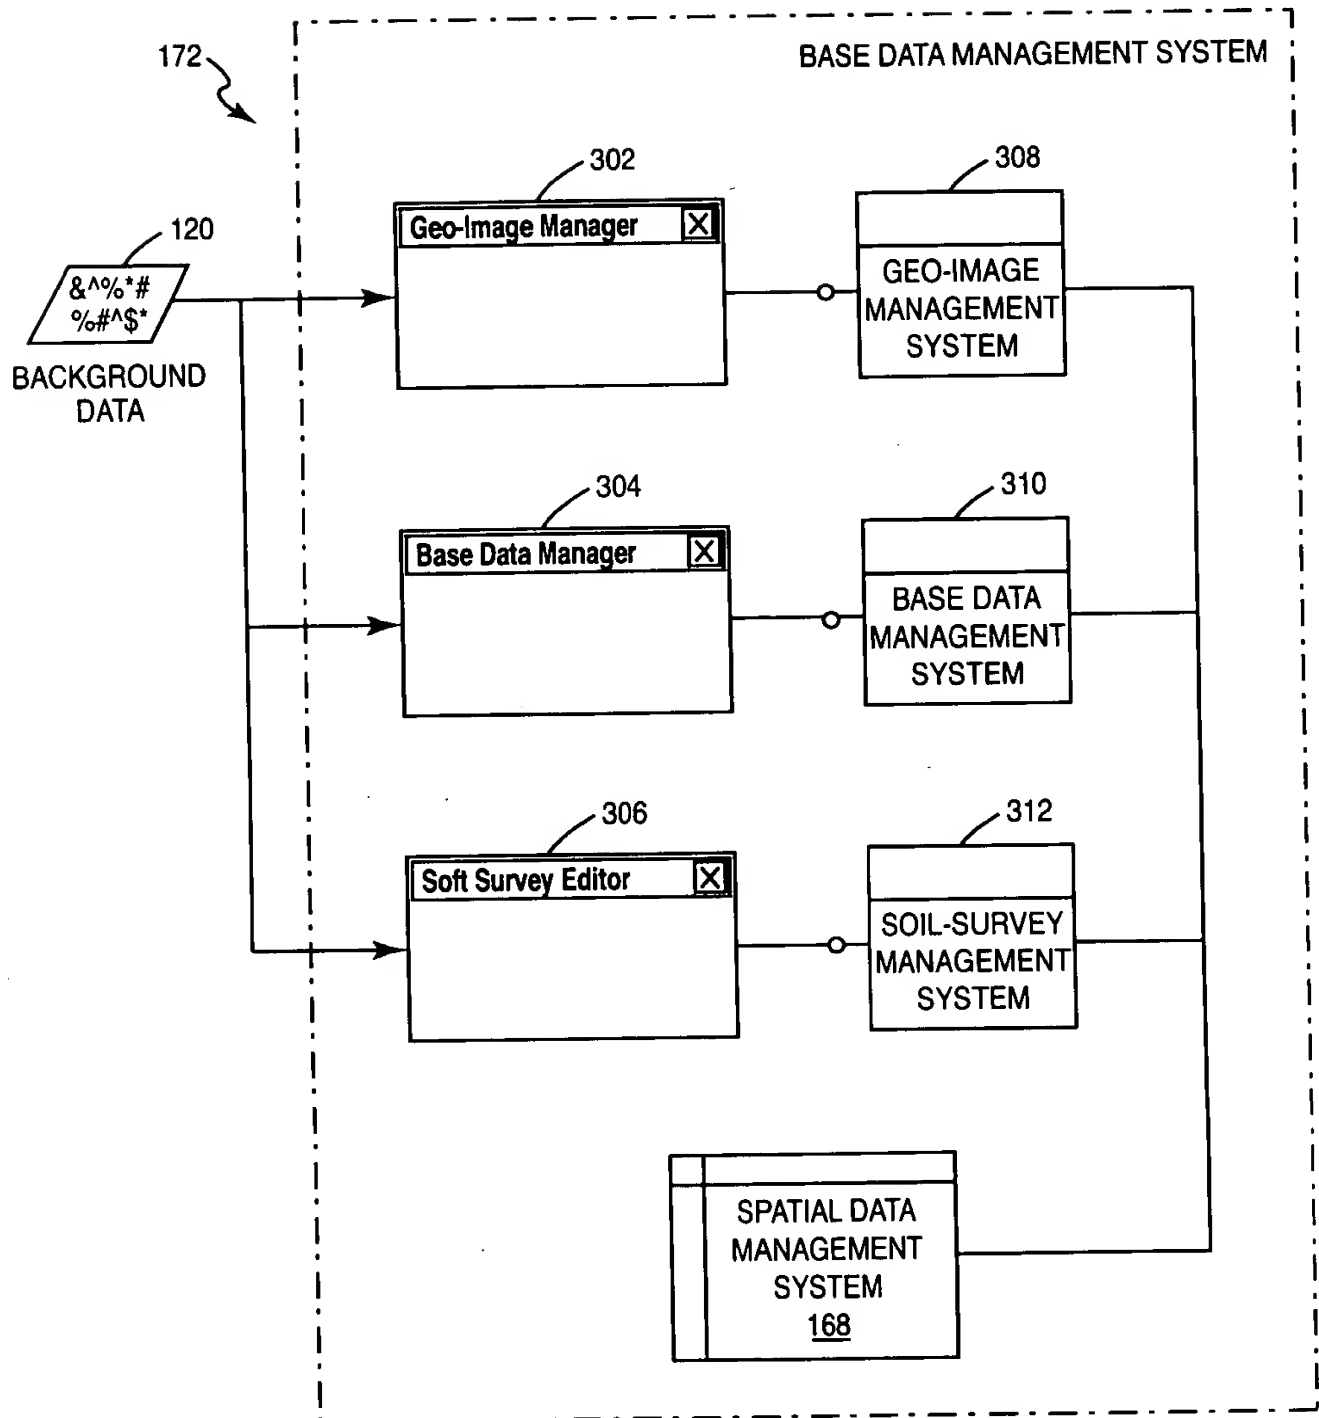 172
BASE DATA MANAGEMENT SYSTEM
302
308
Geo-Image Manager
X
120
&^%*#
%#^$*
BACKGROUND
DATA
GEO-IMAGE
MANAGEMENT
SYSTEM
304
310
Base Data Manager
X
BASE DATA
MANAGEMENT
SYSTEM
306
312
Soft Survey Editor
X
SOIL-SURVEY
MANAGEMENT
SYSTEM
SPATIAL DATA
MANAGEMENT
SYSTEM
168